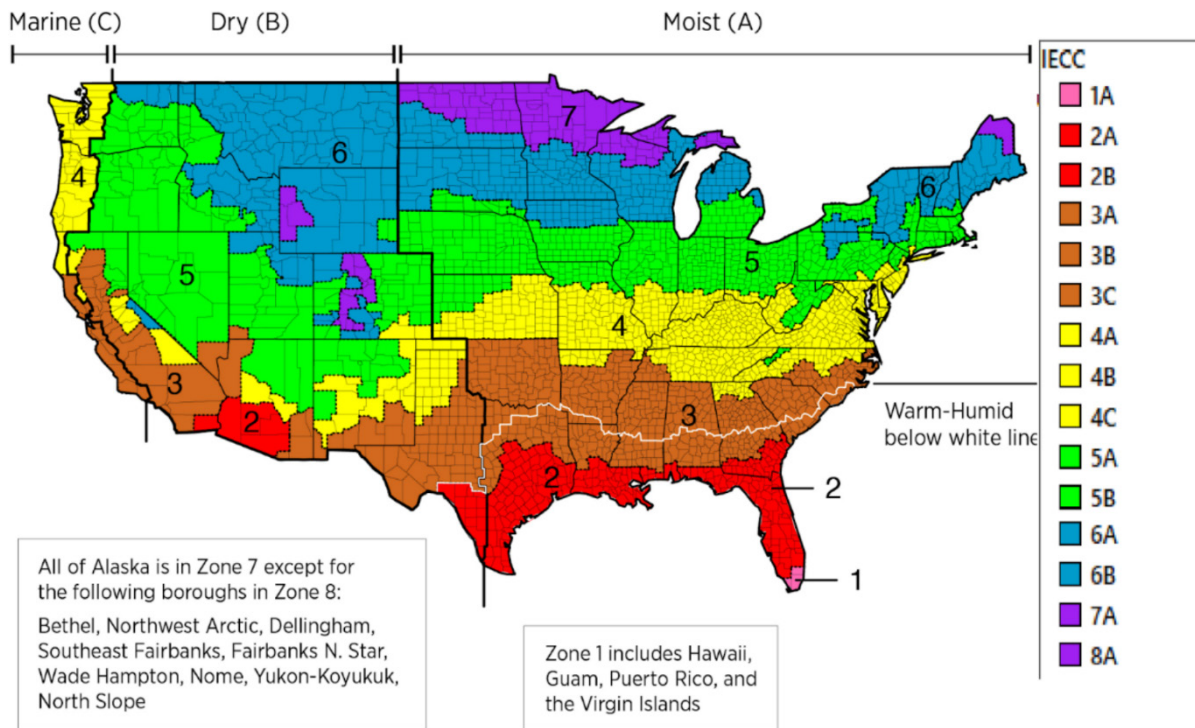 Marine (C)
Dry (B)
Moist (A)
IECC
1A
2A
2B
3A
3B
3C
4A
4B
4C
5A
5B
6A
6B
7A
8A
7
6
4
6
5
5
4
3
3
2
2
2
1
Warm-Humid
below white line
All of Alaska is in Zone 7 except for
the following boroughs in Zone 8:
Bethel, Northwest Arctic, Dellingham,
Southeast Fairbanks, Fairbanks N. Star,
Wade Hampton, Nome, Yukon-Koyukuk,
North Slope
Zone 1 includes Hawaii,
Guam, Puerto Rico, and
the Virgin Islands